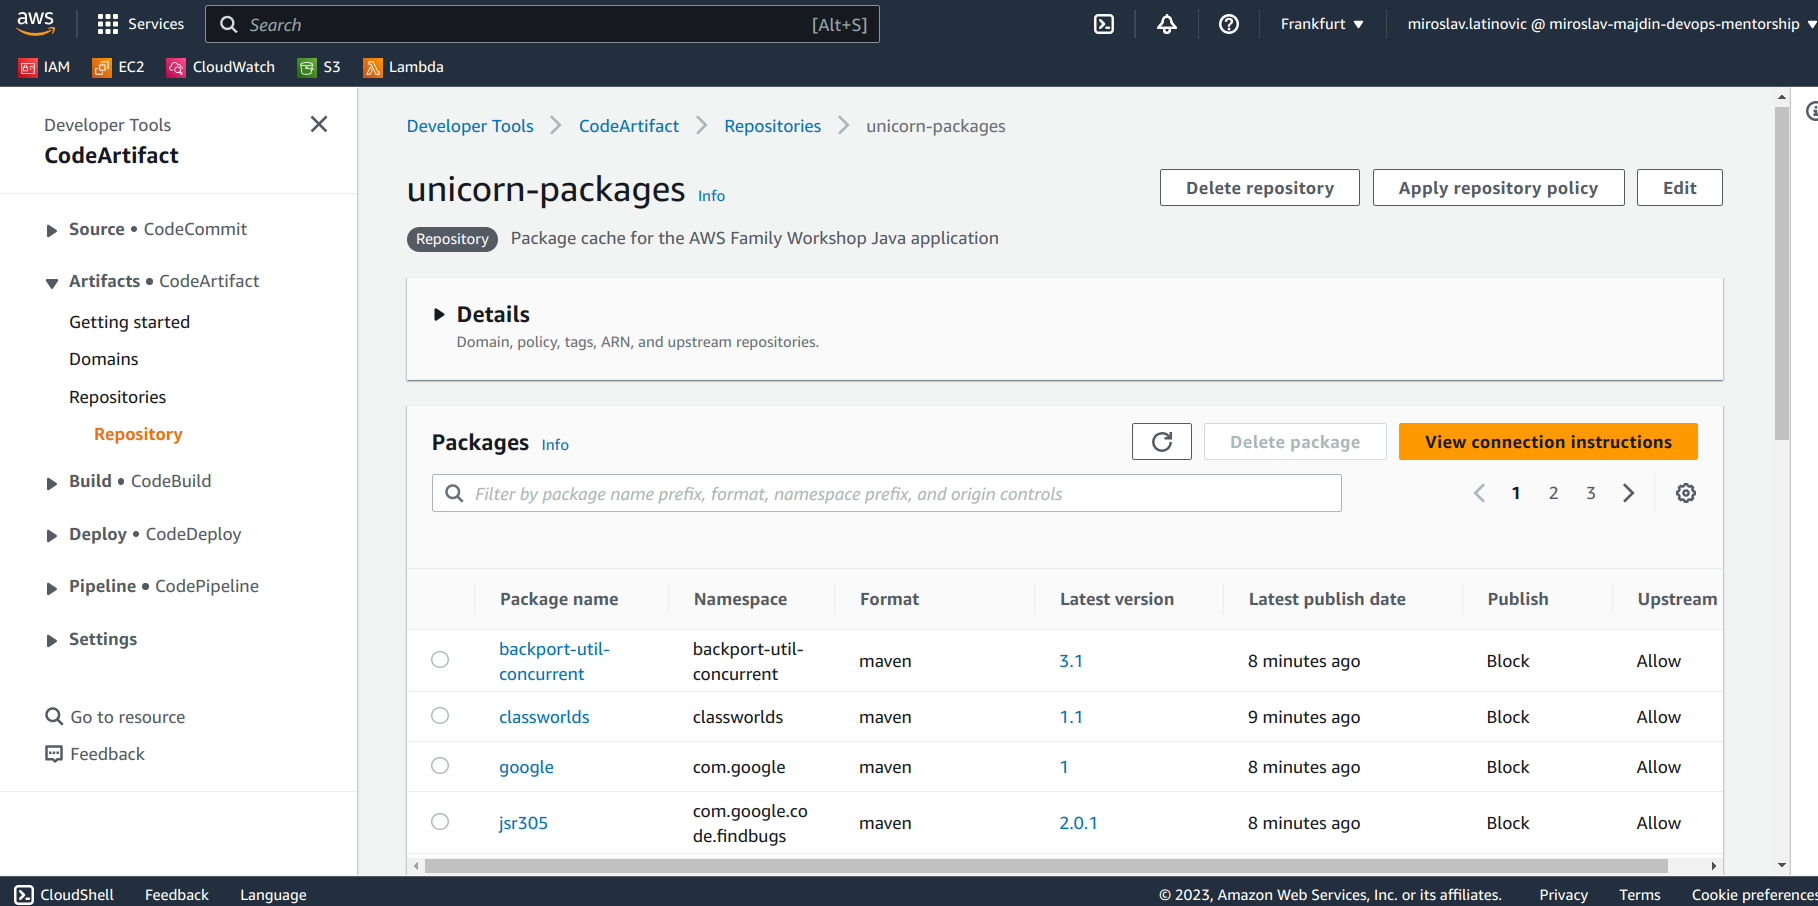 aws
Services
Search [Alt+S]
Frankfurt
miroslav.latinovic @ miroslav-majdin-devops-mentorship
IAM
EC2
CloudWatch
S3
Lambda
Developer Tools
CodeArtifact
Source • CodeCommit
Artifacts • CodeArtifact
Getting started
Domains
Repositories
Repository
Build • CodeBuild
Deploy • CodeDeploy
Pipeline • CodePipeline
Settings
Go to resource
Feedback
Developer Tools
CodeArtifact
Repositories
unicorn-packages
unicorn-packages Info
Delete repository
Apply repository policy
Edit
Repository
Package cache for the AWS Family Workshop Java application
Details
Domain, policy, tags, ARN, and upstream repositories.
Packages Info
Delete package
View connection instructions
Filter by package name prefix, format, namespace prefix, and origin controls
1 2 3
Package name Namespace Format Latest version Latest publish date Publish Upstream
backport-util-
concurrent
backport-util-
concurrent
maven 3.1 8 minutes ago Block Allow
classworlds classworlds maven 1.1 9 minutes ago Block Allow
google com.google maven 1 8 minutes ago Block Allow
jsr305
com.google.co
de.findbugs
maven 2.0.1 8 minutes ago Block Allow
CloudShell
Feedback
Language
© 2023, Amazon Web Services, Inc. or its affiliates.
Privacy
Terms
Cookie preferences